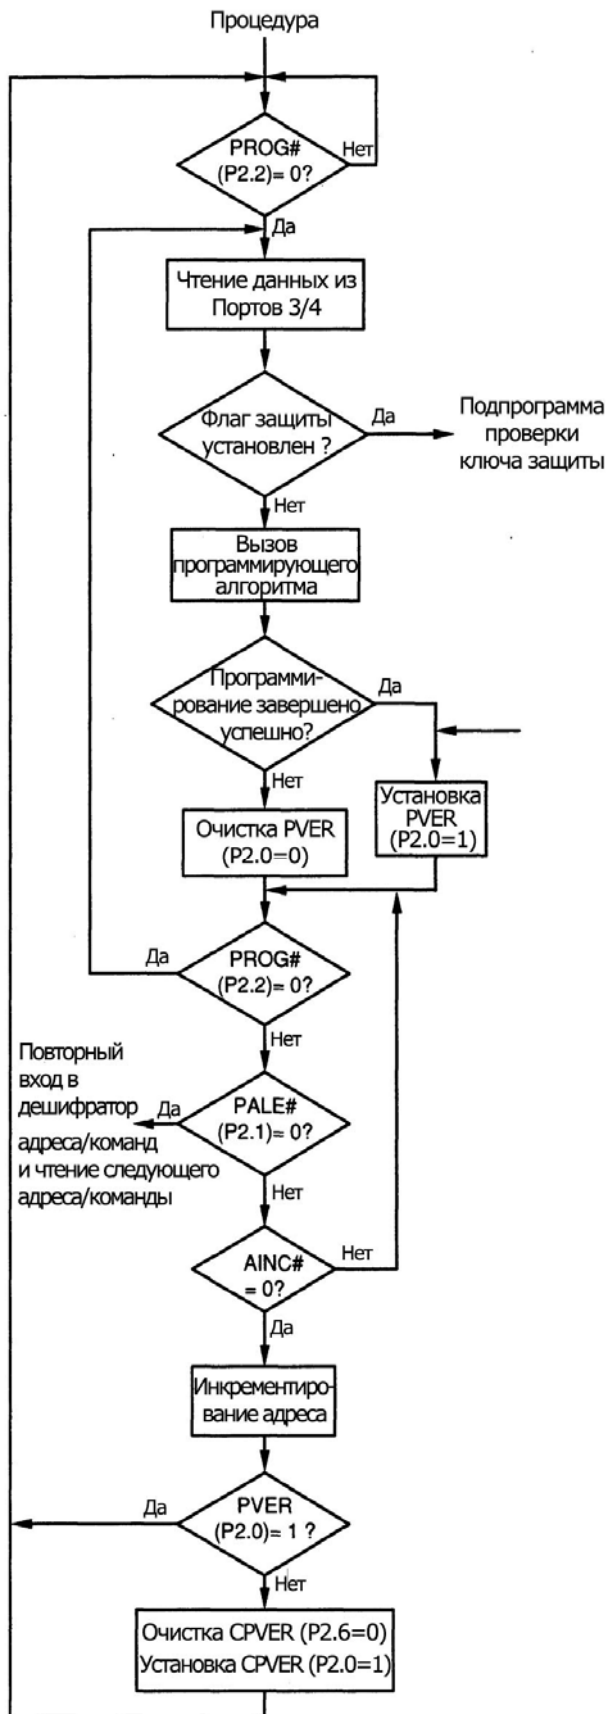 Процедура
PROG#
(P2.2)= 0?
Нет
Да
Чтение данных из
Портов 3/4
Флаг защиты
установлен ?
Да
Подпрограмма
проверки
ключа защиты
Нет
Вызов
программирующего
алгоритма
Программи-
рование завершено
успешно?
Да
Нет
Установка
PVER
(P2.0=1)
Очистка PVER
(P2.0=0)
Да
PROG#
(P2.2)= 0?
Нет
Повторный
вход в
дешифратор
адреса/команд
и чтение следующего
адреса/команды
Да
PALE#
(P2.1)= 0?
Нет
AINC#
= 0?
Нет
Да
Инкрементиро-
вание адреса
Да
PVER
(P2.0)= 1 ?
Нет
Очистка CPVER (P2.6=0)
Установка CPVER (P2.0=1)